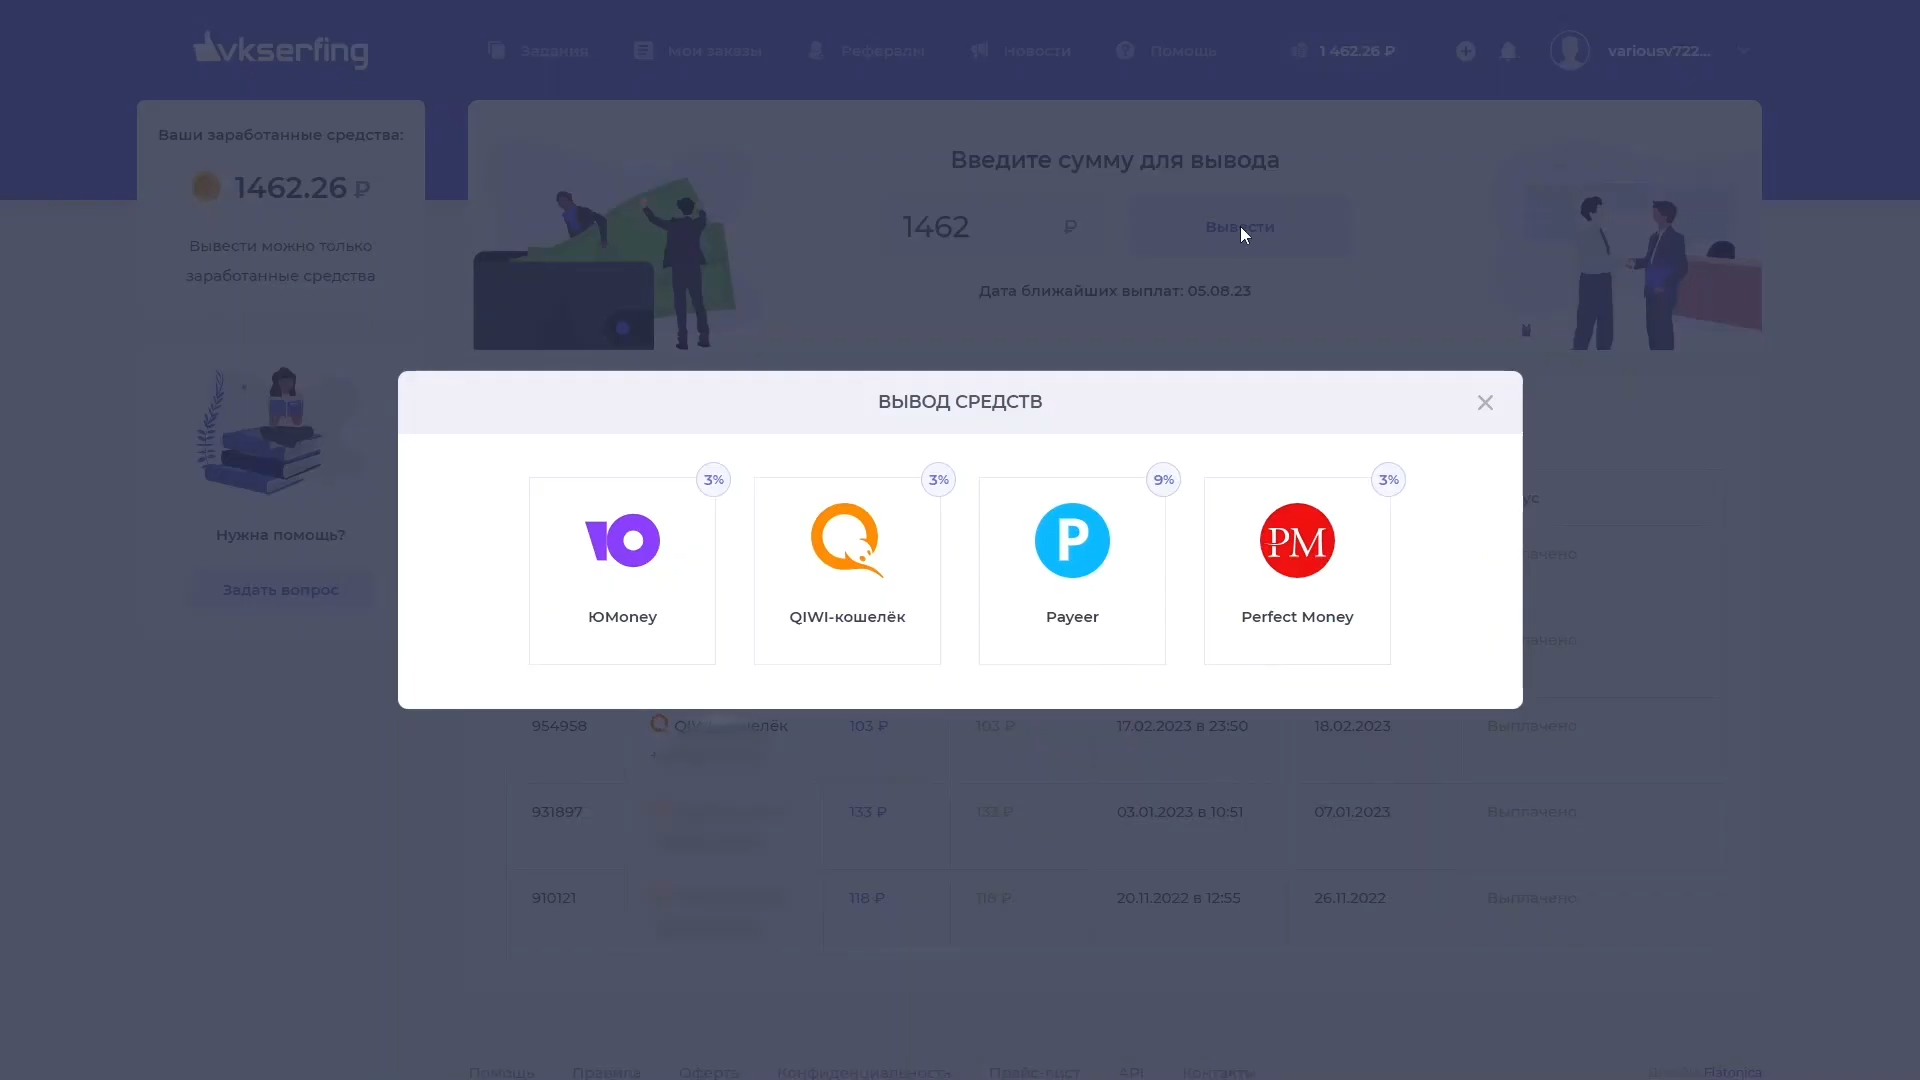 vkserfing
Задания
Мои заказы
Рефералы
Новости
Помощь
1 462.26 ₽
variousv722...
Ваши заработанные средства:
1462.26 ₽
Вывести можно только
заработанные средства
Введите сумму для вывода
1462 ₽
Вывести
Дата ближайших выплат: 05.08.23
Нужна помощь?
Задать вопрос
ВЫВОД СРЕДСТВ
3%
3%
9%
3%
P
PM
ЮMoney
QIWI-кошелёк
Payeer
Perfect Money
954958 103 ₽ 103 ₽ 17.02.2023 в 23:50 18.02.2023 Выплачено
931897 133 ₽ 133 ₽ 03.01.2023 в 10:51 07.01.2023 Выплачено
910121 118 ₽ 118 ₽ 20.11.2022 в 12:55 26.11.2022 Выплачено
Помощь Правила Оферта Конфиденциальность Прайс-лист API Контакты Elatonica